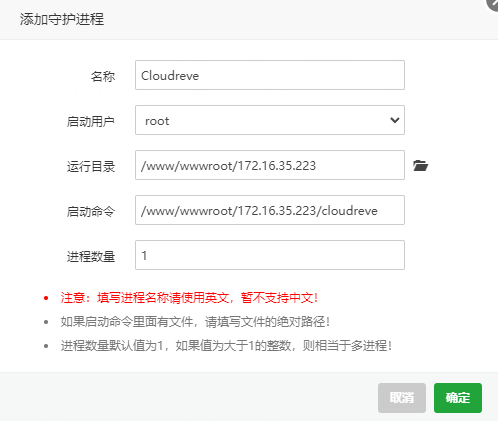 添加守护进程
名称 Cloudreve
启动用户 root
运行目录 /www/wwwroot/172.16.35.223
启动命令 /www/wwwroot/172.16.35.223/cloudreve
进程数量 1
注意：填写进程名称请使用英文，暂不支持中文！
如果启动命令里面有文件，请填写文件的绝对路径！
进程数量默认值为1，如果值为大于1的整数，则相当于多进程！
取消 确定